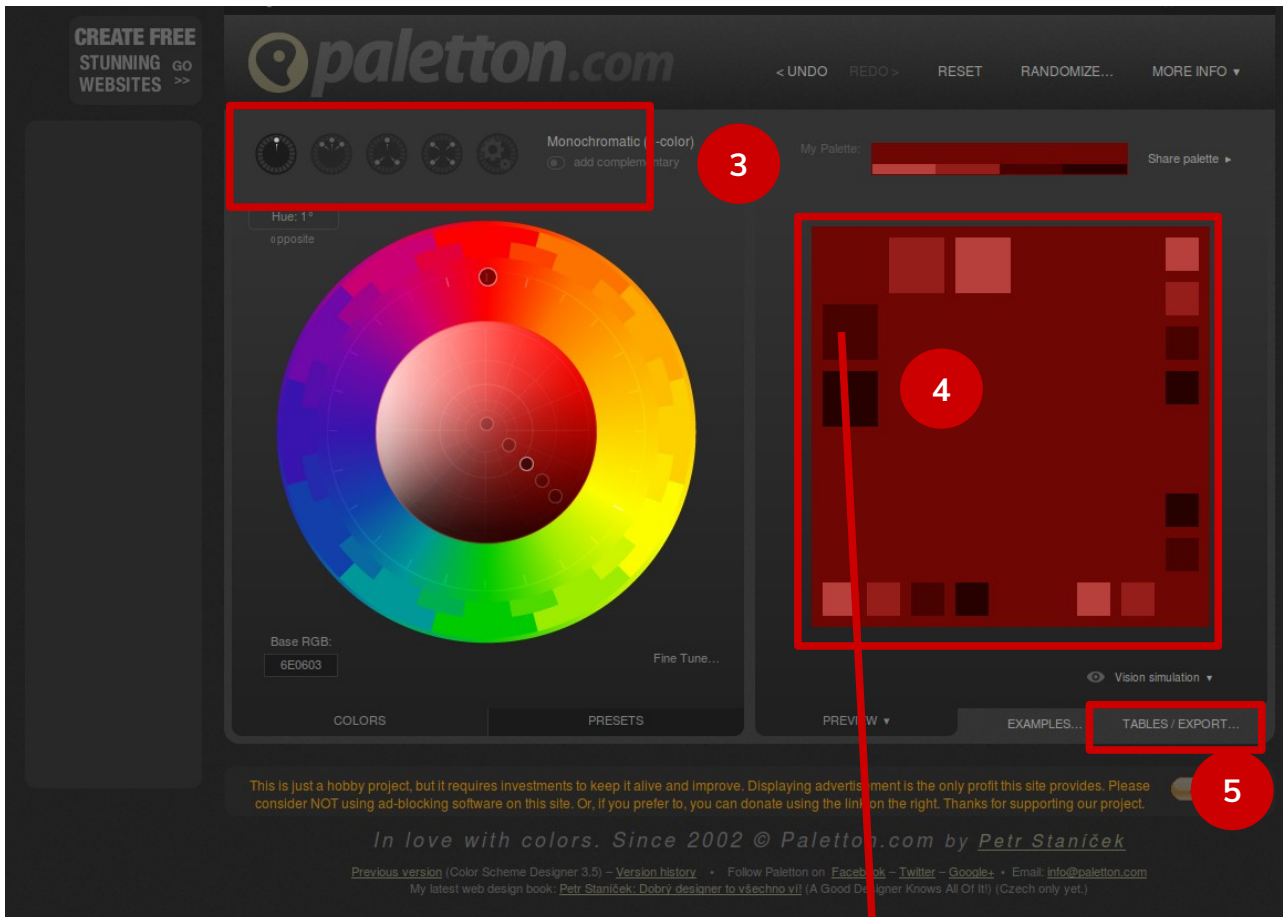 CREATE FREE
STUNNING GO
WEBSITES >>
paletton.com
< UNDO REDO > RESET RANDOMIZE... MORE INFO ▾
Monochromatic ( -color)
add complementary
3
My Palette:
Share palette ▸
Hue: 1°
opposite
4
Base RGB:
6E0603
Fine Tune...
Vision simulation ▾
COLORS PRESETS
PREVIEW ▾ EXAMPLES... TABLES / EXPORT...
5
This is just a hobby project, but it requires investments to keep it alive and improve. Displaying advertisement is the only profit this site provides. Please
consider NOT using ad-blocking software on this site. Or, if you prefer to, you can donate using the link on the right. Thanks for supporting our project.
In love with colors. Since 2002 © Paletton.com by Petr Staníček
Previous version (Color Scheme Designer 3.5) – Version history • Follow Paletton on Facebook – Twitter – Google+ • Email: info@paletton.com
My latest web design book: Petr Staníček: Dobrý designer to všechno ví! (A Good Designer Knows All Of It!) (Czech only yet.)